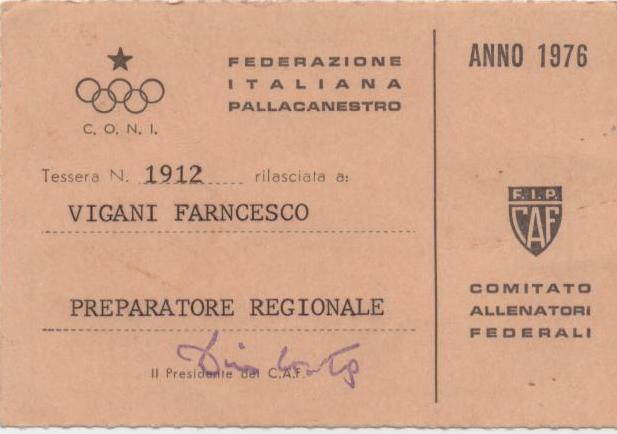 C. O. N. I.
FEDERAZIONE
ITALIANA
PALLACANESTRO
Tessera N. 1912 rilasciata a:
VIGANI FARNCESCO
PREPARATORE REGIONALE
Il Presidente del C.A.F.
ANNO 1976
F.I.P.
CAF
COMITATO
ALLENATORI
FEDERALI